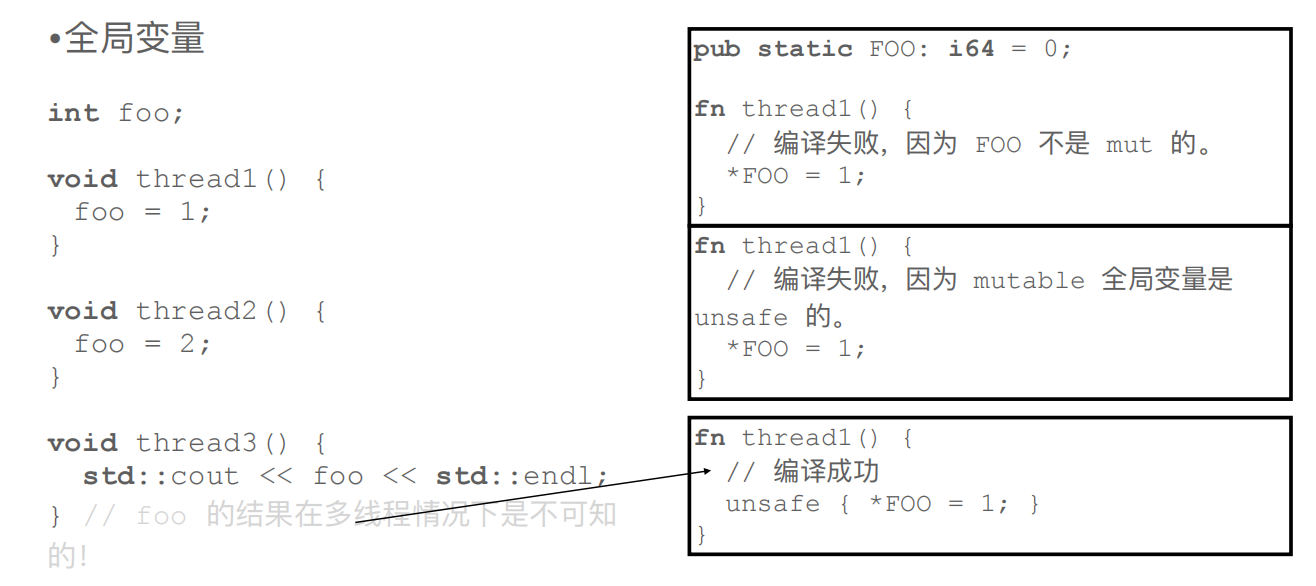 •全局变量
int foo;
void thread1() {
foo = 1;
}
void thread2() {
foo = 2;
}
void thread3() {
std::cout << foo << std::endl;
} // foo 的结果在多线程情况下是不可知
的!
pub static FOO: i64 = 0;
fn thread1() {
// 编译失败，因为 FOO 不是 mut 的。
*FOO = 1;
}
fn thread1() {
// 编译失败，因为 mutable 全局变量是
unsafe 的。
*FOO = 1;
}
fn thread1() {
// 编译成功
unsafe { *FOO = 1; }
}